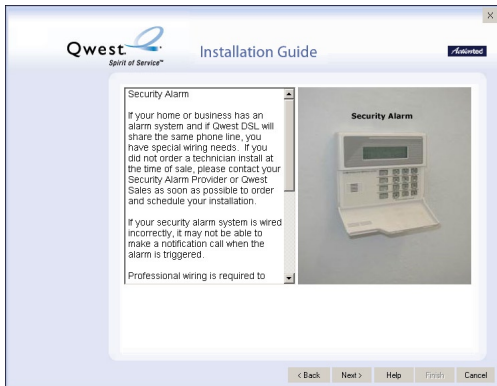 X
Qwest.
Spirit of Service™
Installation Guide
Actiontec
Security Alarm
If your home or business has an
alarm system and if Qwest DSL will
share the same phone line, you
have special wiring needs. If you
did not order a technician install at
the time of sale, please contact your
Security Alarm Provider or Qwest
Sales as soon as possible to order
and schedule your installation.
If your security alarm system is wired
incorrectly, it may not be able to
make a notification call when the
alarm is triggered.
Professional wiring is required to
Security Alarm
< Back
Next >
Help
Finish
Cancel